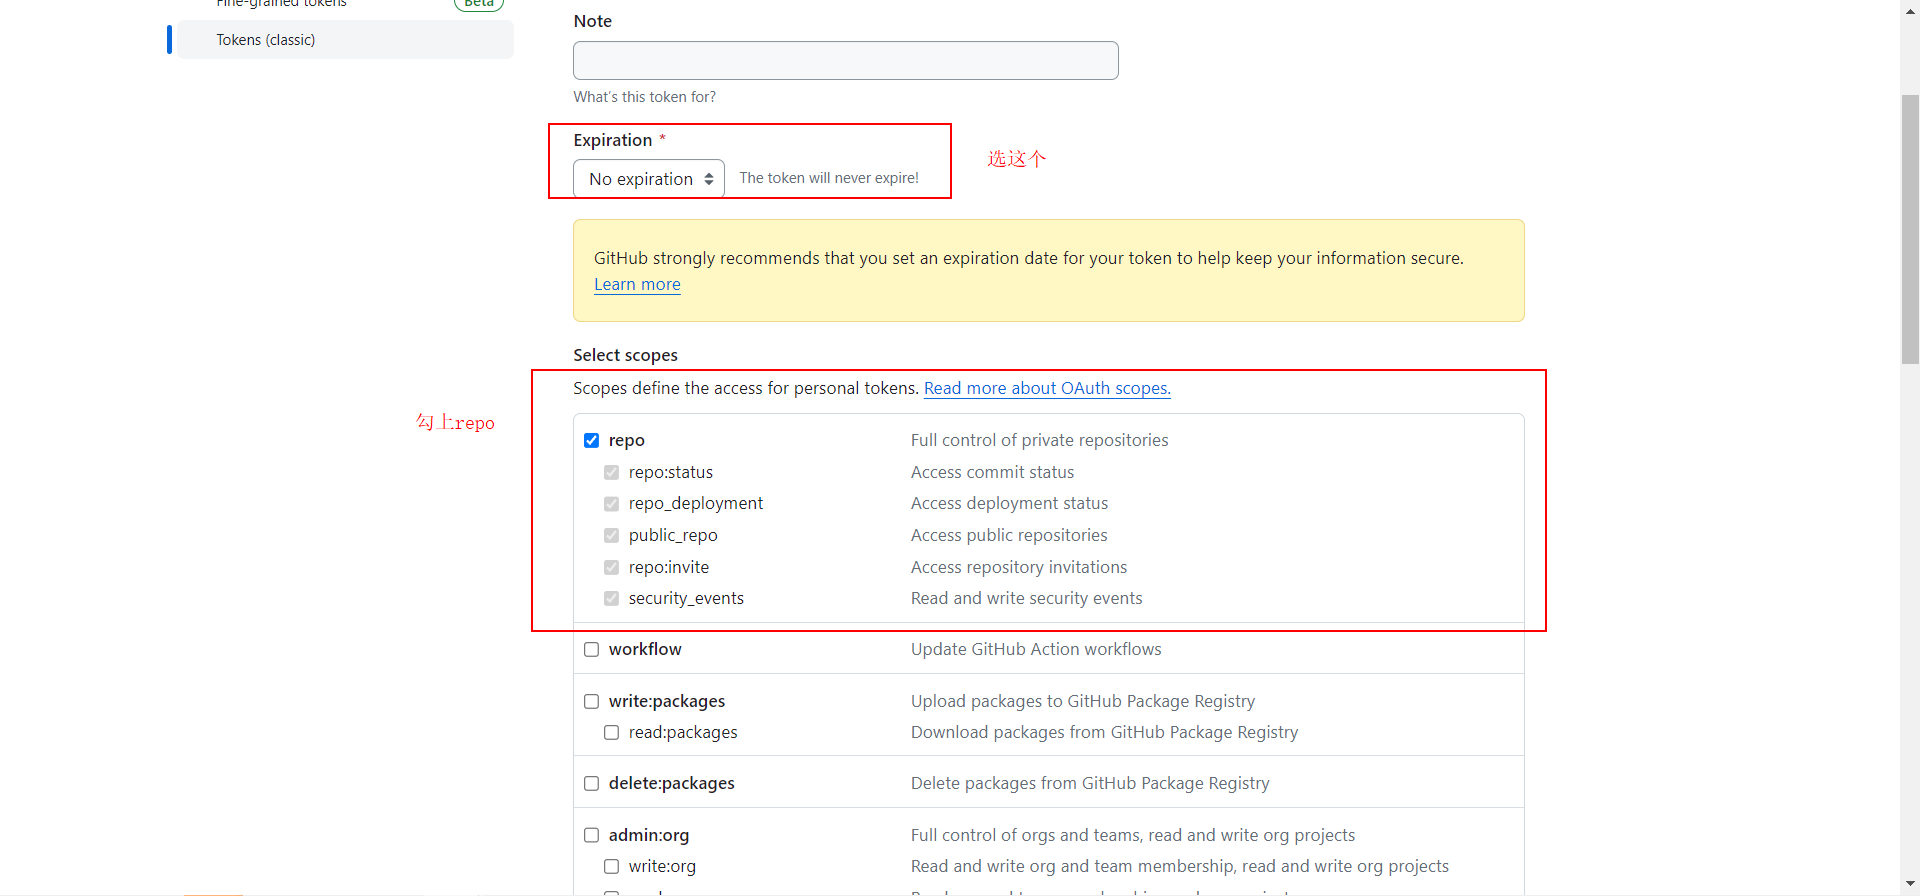 Fine-grained tokens Beta
Tokens (classic)
Note
What's this token for?
Expiration *
No expiration The token will never expire!
选这个
GitHub strongly recommends that you set an expiration date for your token to help keep your information secure.
Learn more
Select scopes
Scopes define the access for personal tokens. Read more about OAuth scopes.
勾上repo
repo Full control of private repositories
repo:status Access commit status
repo_deployment Access deployment status
public_repo Access public repositories
repo:invite Access repository invitations
security_events Read and write security events
workflow Update GitHub Action workflows
write:packages Upload packages to GitHub Package Registry
read:packages Download packages from GitHub Package Registry
delete:packages Delete packages from GitHub Package Registry
admin:org Full control of orgs and teams, read and write org projects
write:org Read and write org and team membership, read and write org projects